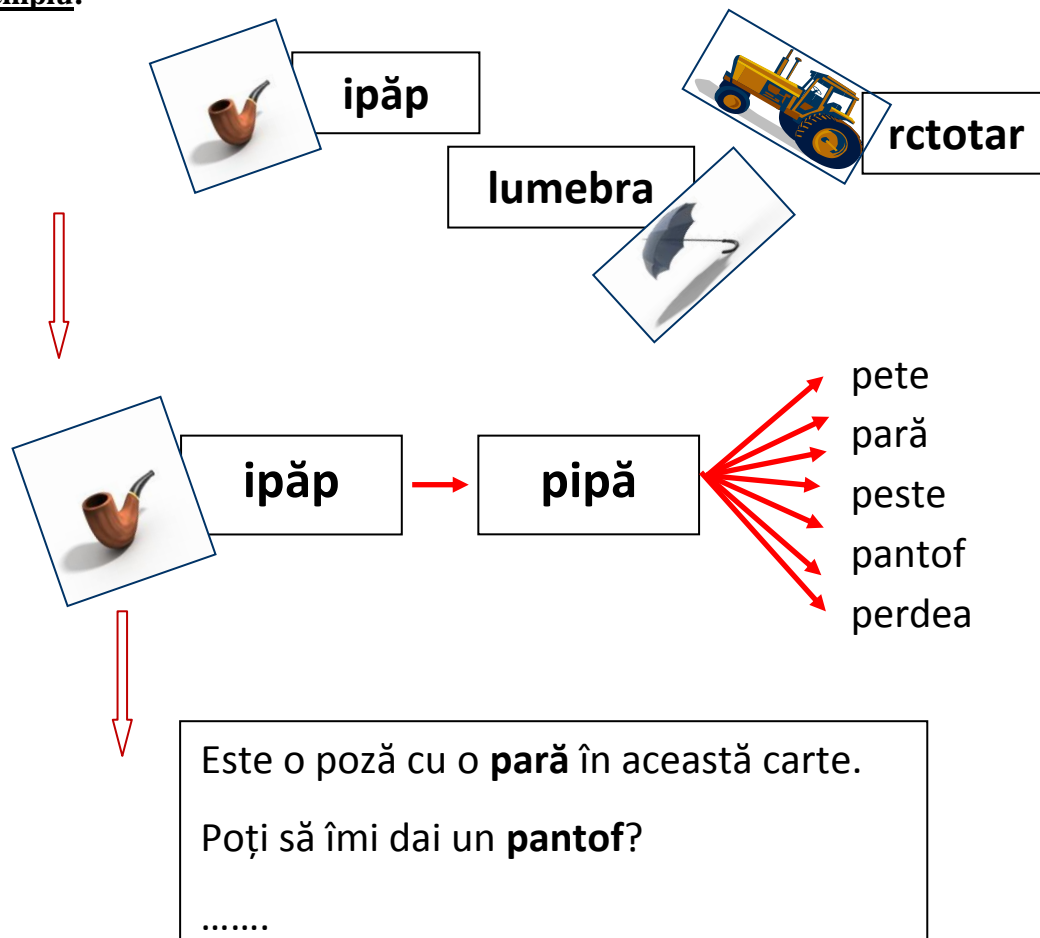 ipăp
rctotar
lumebra
pete
pară
ipăp
pipă
peste
pantof
perdea
Este o poză cu o pară în această carte.
Poți să îmi dai un pantof?
.......